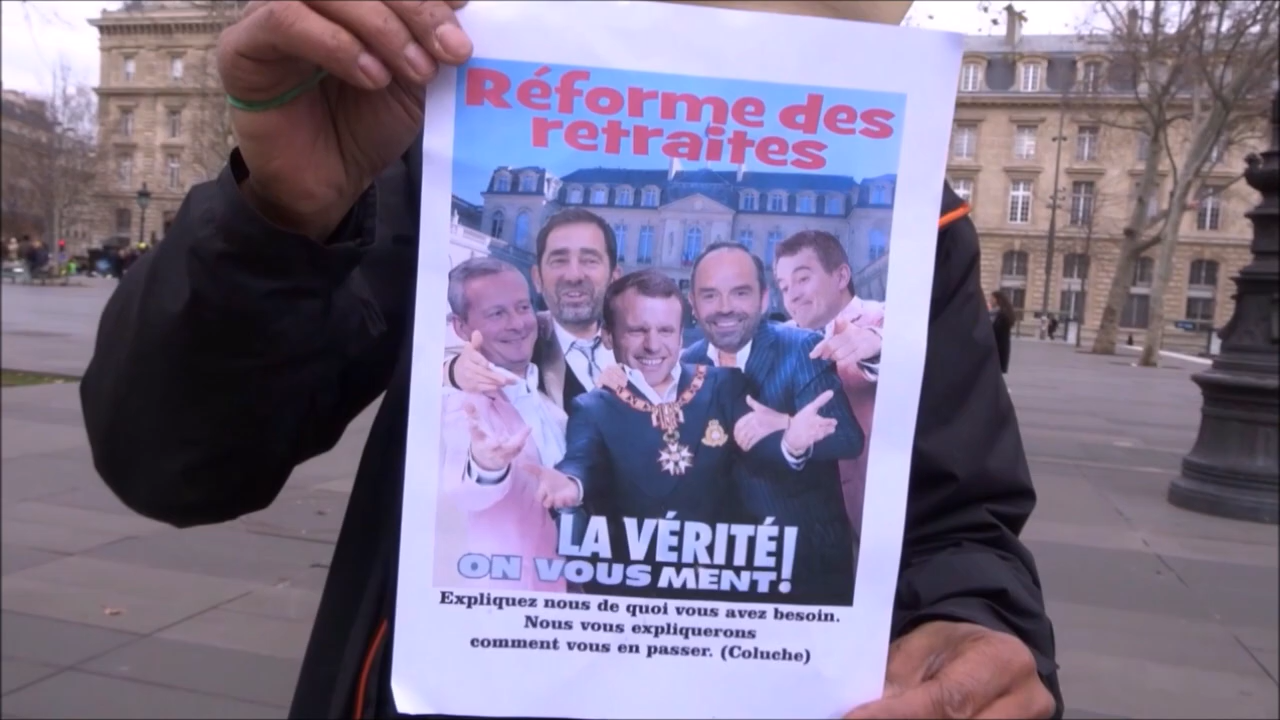 Réforme des
retraites
LA VÉRITÉ!
ON VOUS MENT!
Expliquez nous de quoi vous avez besoin.
Nous vous expliquerons
comment vous en passer. (Coluche)